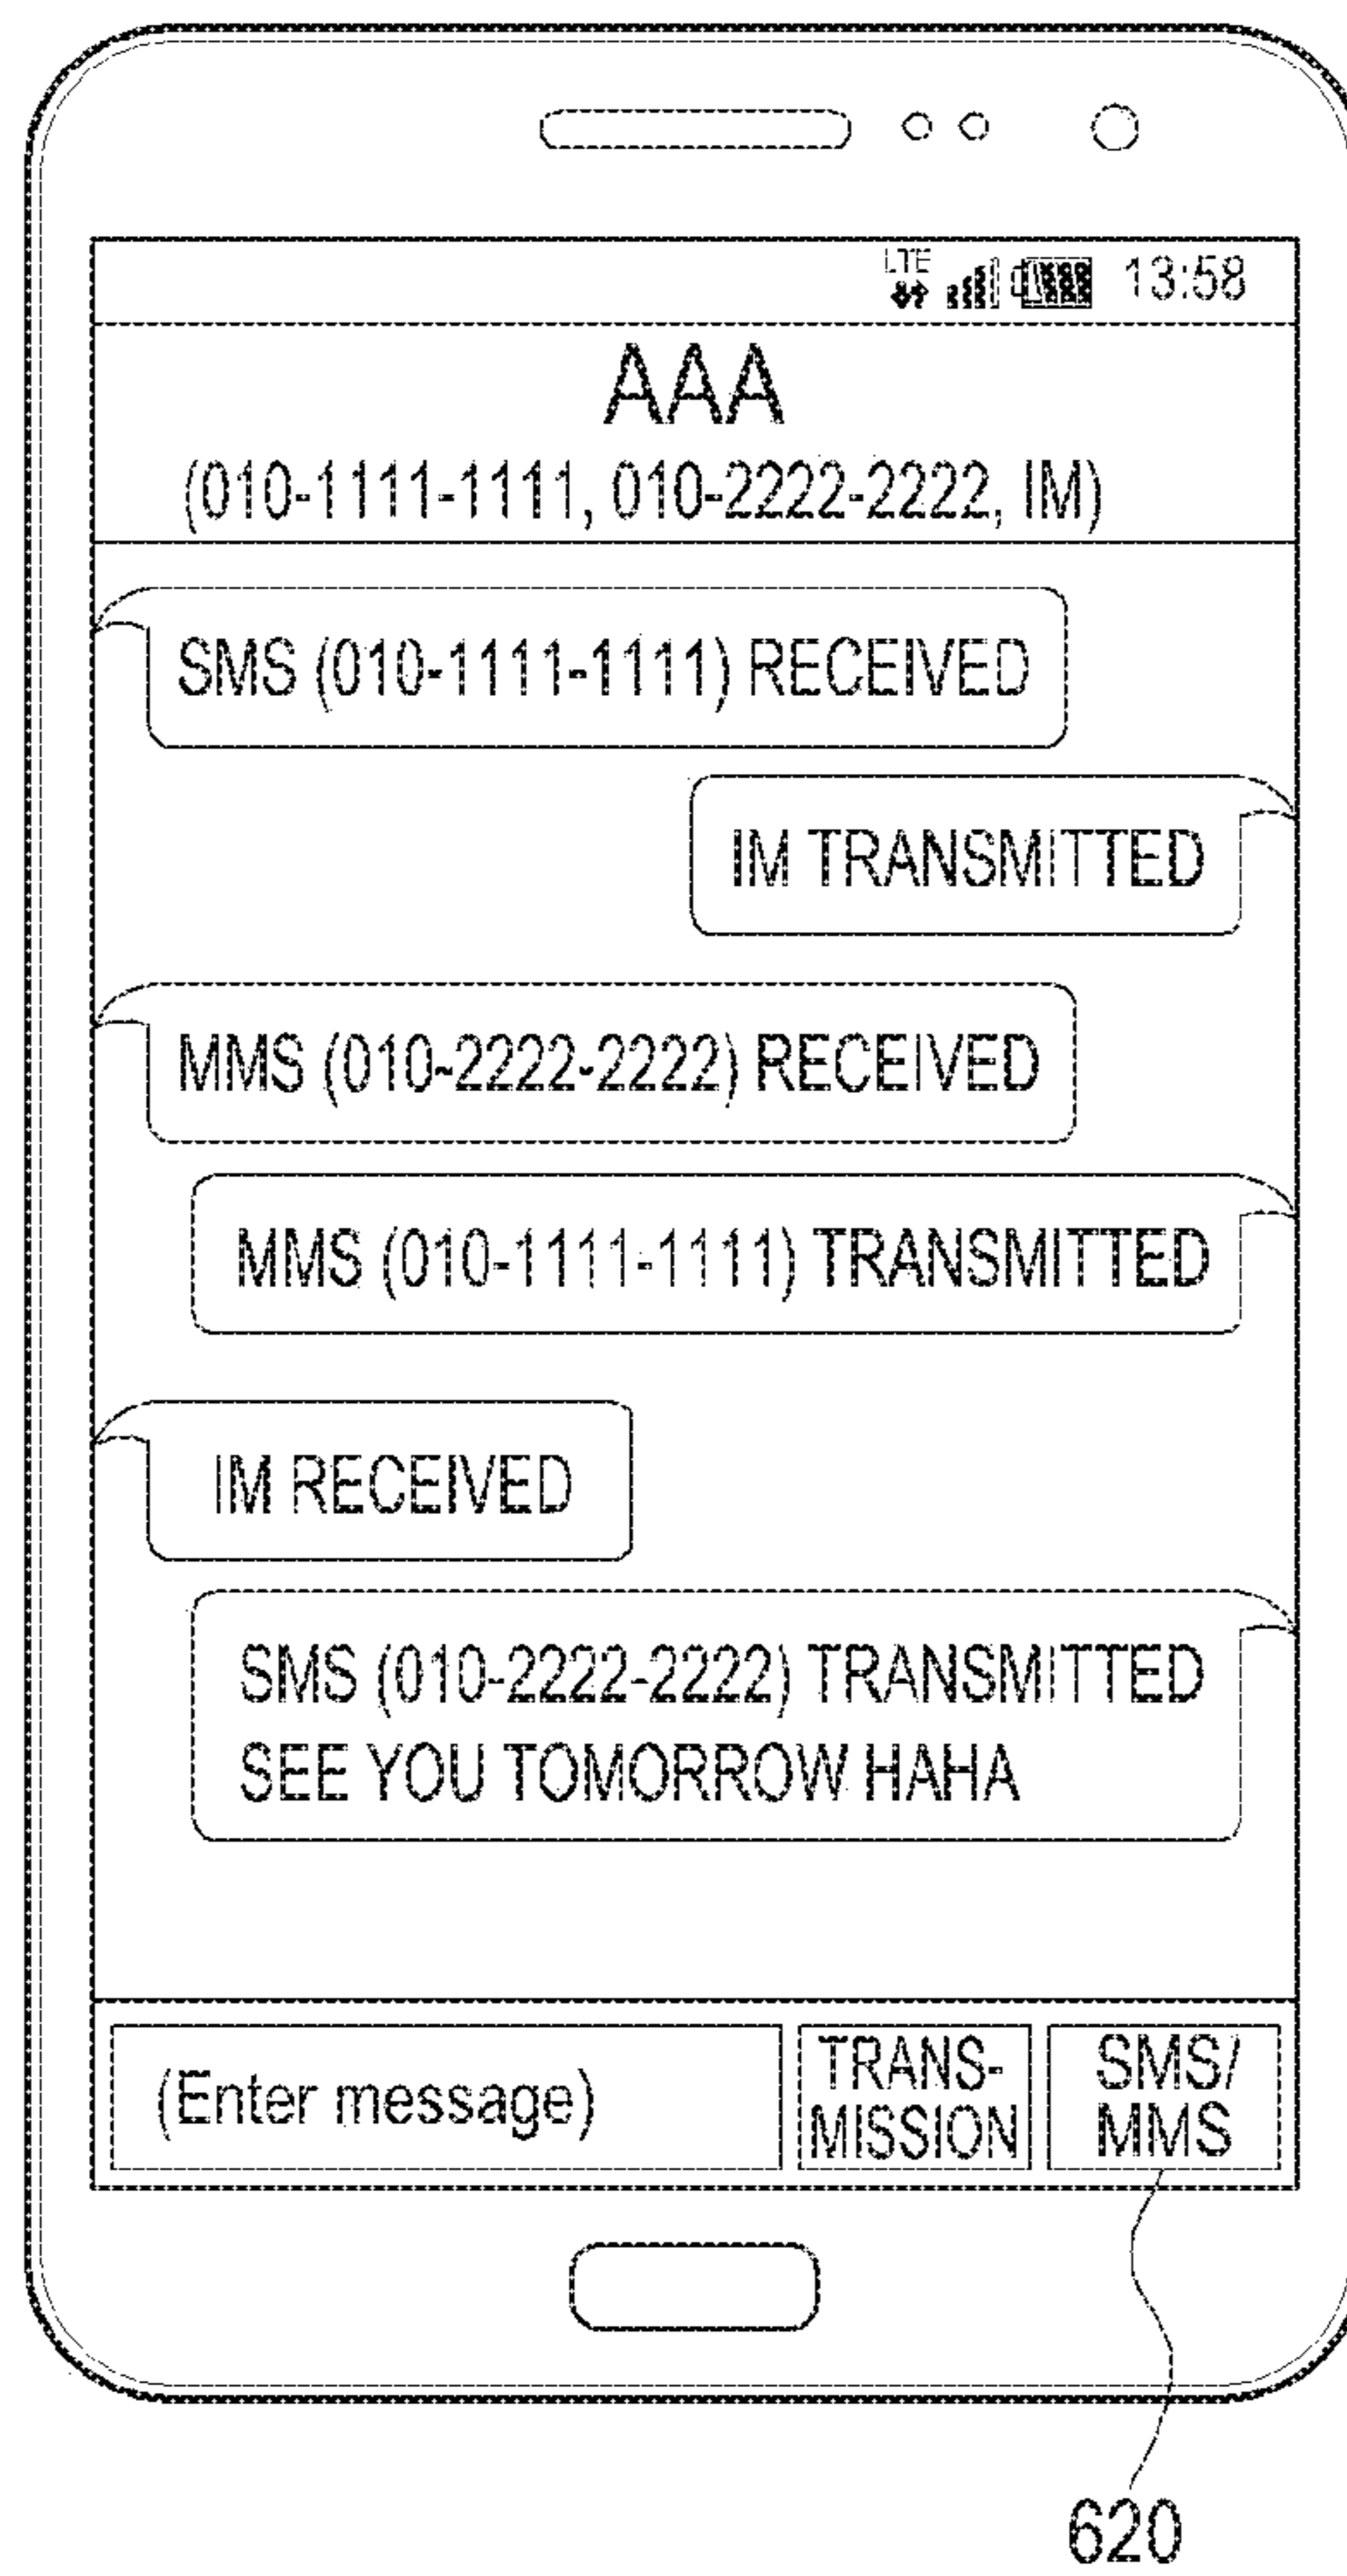 LTE 13:58
AAA
(010-1111-1111, 010-2222-2222, IM)
SMS (010-1111-1111) RECEIVED
IM TRANSMITTED
MMS (010-2222-2222) RECEIVED
MMS (010-1111-1111) TRANSMITTED
IM RECEIVED
SMS (010-2222-2222) TRANSMITTED
SEE YOU TOMORROW HAHA
(Enter message)
TRANS-
MISSION
SMS/
MMS
620